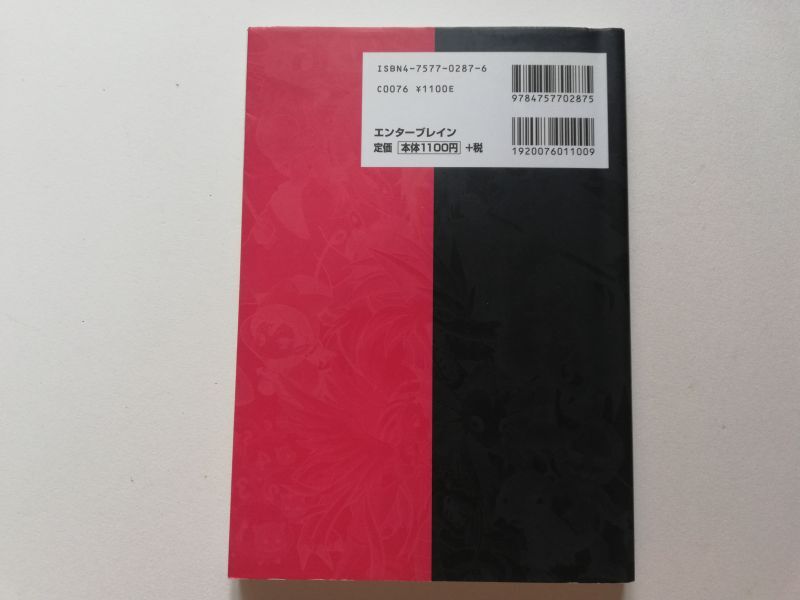 ISBN4-7577-0287-6
C0076 ¥1100E
エンターブレイン
定価 本体1100円 +税
9784757702875
1920076011009